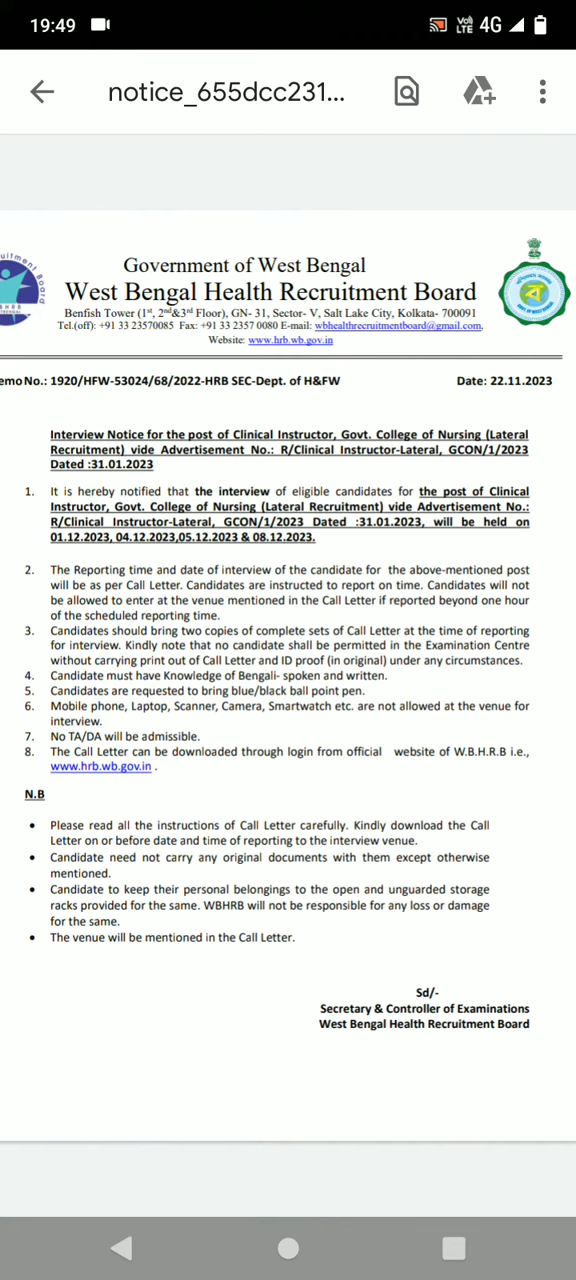 19:49
Vo)
LTE 4G
notice_655dcc231...
Government of West Bengal
West Bengal Health Recruitment Board
Benfish Tower (1st, 2nd&3rd Floor), GN- 31, Sector- V, Salt Lake City, Kolkata- 700091
Tel.(off): +91 33 23570085 Fax: +91 33 2357 0080 E-mail: wbhealthrecruitmentboard@gmail.com,
Website: www.hrb.wb.gov.in
emo No.: 1920/HFW-53024/68/2022-HRB SEC-Dept. of H&FW Date: 22.11.2023
Interview Notice for the post of Clinical Instructor, Govt. College of Nursing (Lateral
Recruitment) vide Advertisement No.: R/Clinical Instructor-Lateral, GCON/1/2023
Dated :31.01.2023
1. It is hereby notified that the interview of eligible candidates for the post of Clinical
Instructor, Govt. College of Nursing (Lateral Recruitment) vide Advertisement No.:
R/Clinical Instructor-Lateral, GCON/1/2023 Dated :31.01.2023, will be held on
01.12.2023, 04.12.2023,05.12.2023 & 08.12.2023.
2. The Reporting time and date of interview of the candidate for the above-mentioned post
will be as per Call Letter. Candidates are instructed to report on time. Candidates will not
be allowed to enter at the venue mentioned in the Call Letter if reported beyond one hour
of the scheduled reporting time.
3. Candidates should bring two copies of complete sets of Call Letter at the time of reporting
for interview. Kindly note that no candidate shall be permitted in the Examination Centre
without carrying print out of Call Letter and ID proof (in original) under any circumstances.
4. Candidate must have Knowledge of Bengali- spoken and written.
5. Candidates are requested to bring blue/black ball point pen.
6. Mobile phone, Laptop, Scanner, Camera, Smartwatch etc. are not allowed at the venue for
interview.
7. No TA/DA will be admissible.
8. The Call Letter can be downloaded through login from official website of W.B.H.R.B i.e.,
www.hrb.wb.gov.in .
N.B
• Please read all the instructions of Call Letter carefully. Kindly download the Call
Letter on or before date and time of reporting to the interview venue.
• Candidate need not carry any original documents with them except otherwise
mentioned.
• Candidate to keep their personal belongings to the open and unguarded storage
racks provided for the same. WBHRB will not be responsible for any loss or damage
for the same.
• The venue will be mentioned in the Call Letter.
Sd/-
Secretary & Controller of Examinations
West Bengal Health Recruitment Board